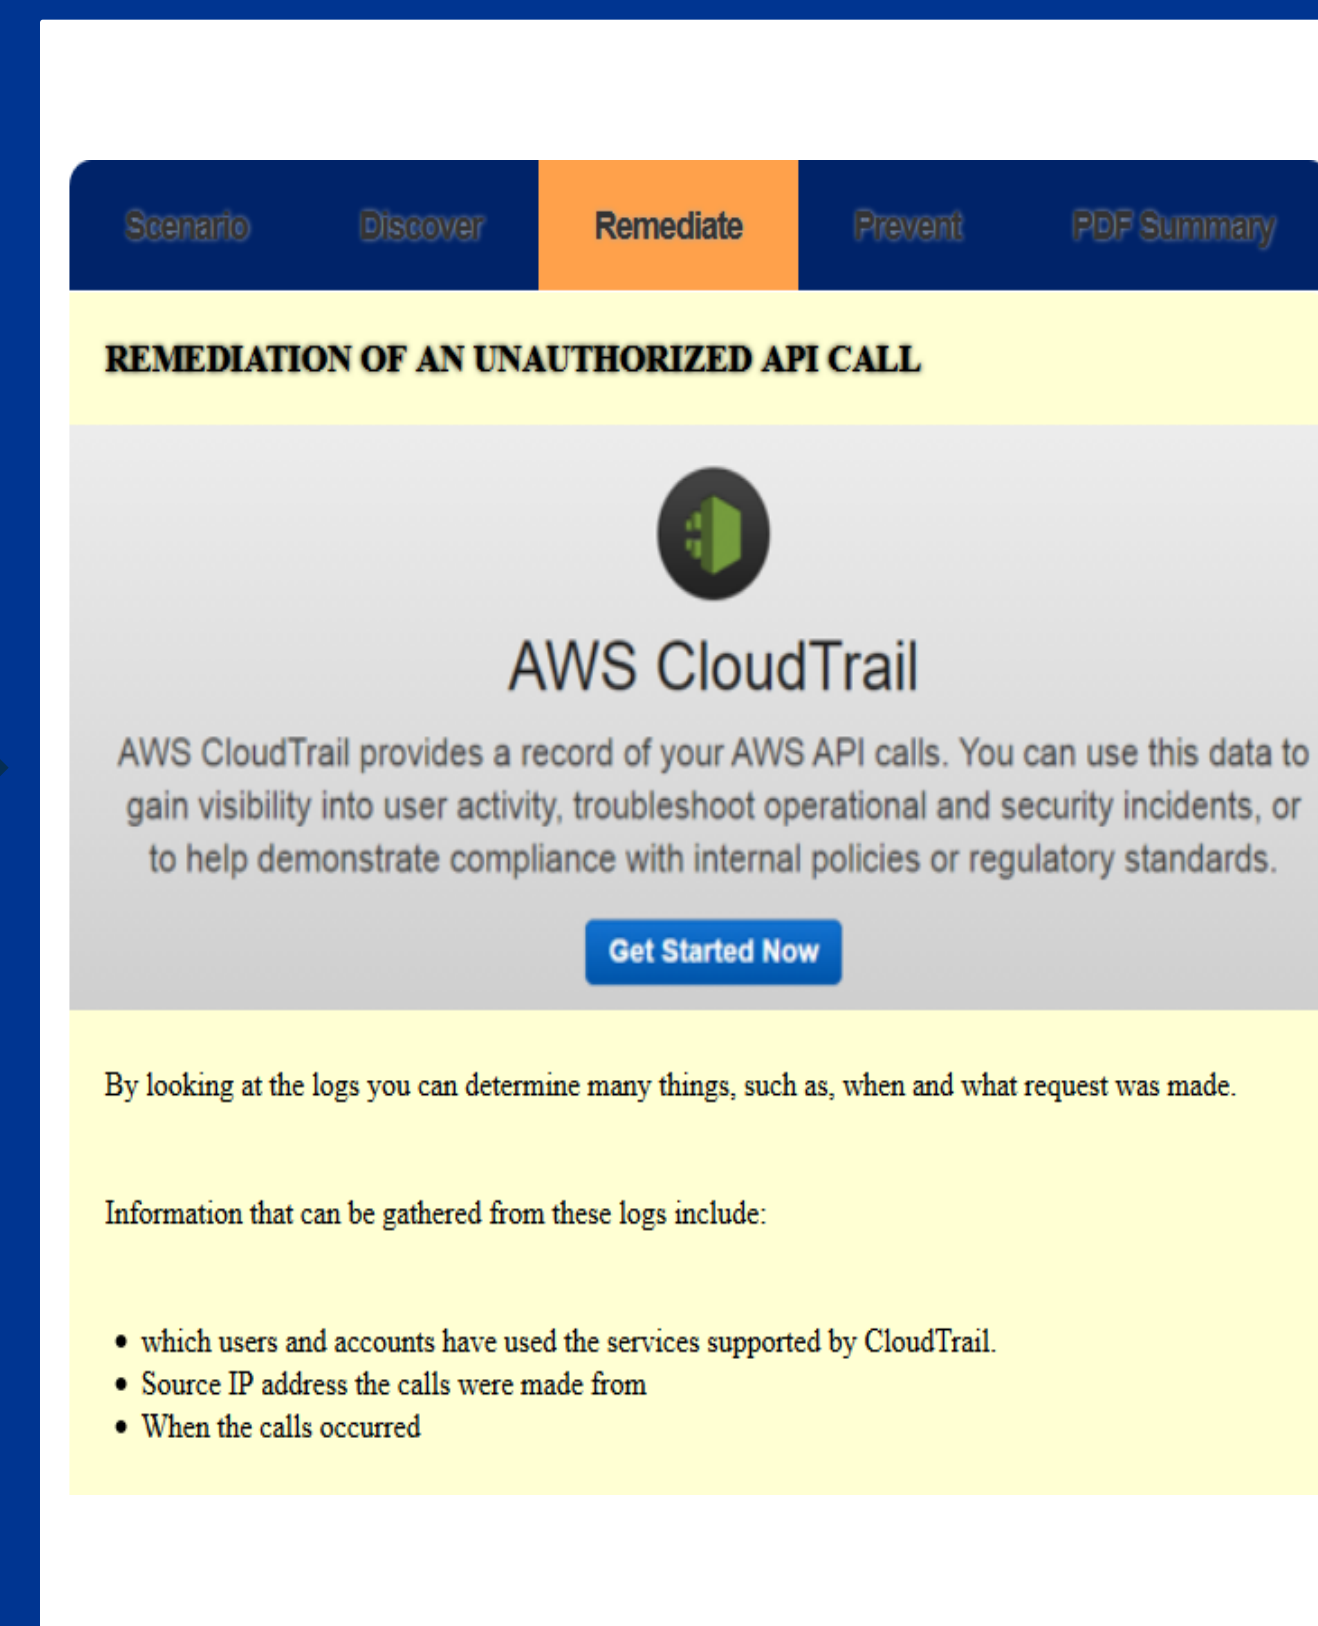 Scenario Discover Remediate Prevent PDF Summary
REMEDIATION OF AN UNAUTHORIZED API CALL
AWS CloudTrail
AWS CloudTrail provides a record of your AWS API calls. You can use this data to
gain visibility into user activity, troubleshoot operational and security incidents, or
to help demonstrate compliance with internal policies or regulatory standards.
Get Started Now
By looking at the logs you can determine many things, such as, when and what request was made.
Information that can be gathered from these logs include:
• which users and accounts have used the services supported by CloudTrail.
• Source IP address the calls were made from
• When the calls occurred